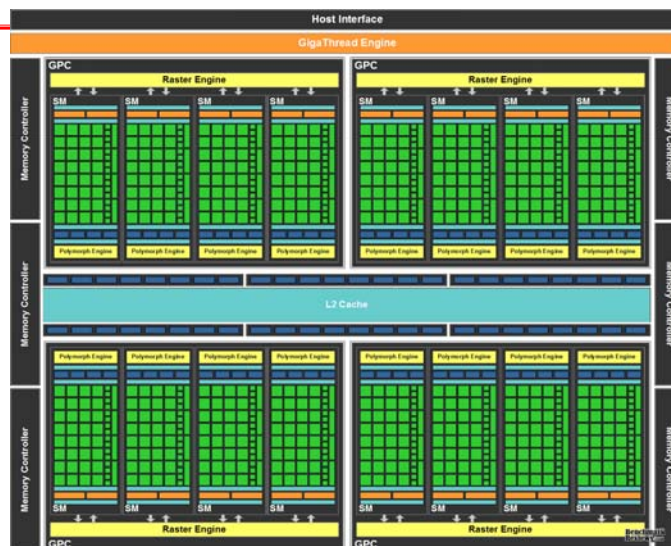 Host Interface
GigaThread Engine
GPC
GPC
Raster Engine
Raster Engine
Memory Controller
Memory Controller
SM SM SM SM
SM SM SM SM
Polymorph Engine Polymorph Engine Polymorph Engine Polymorph Engine
Polymorph Engine Polymorph Engine Polymorph Engine Polymorph Engine
Memory Controller
Memory Controller
L2 Cache
Polymorph Engine Polymorph Engine Polymorph Engine Polymorph Engine
Polymorph Engine Polymorph Engine Polymorph Engine Polymorph Engine
Memory Controller
Memory Controller
SM SM SM SM
SM SM SM SM
Raster Engine
Raster Engine
GPC
GPC